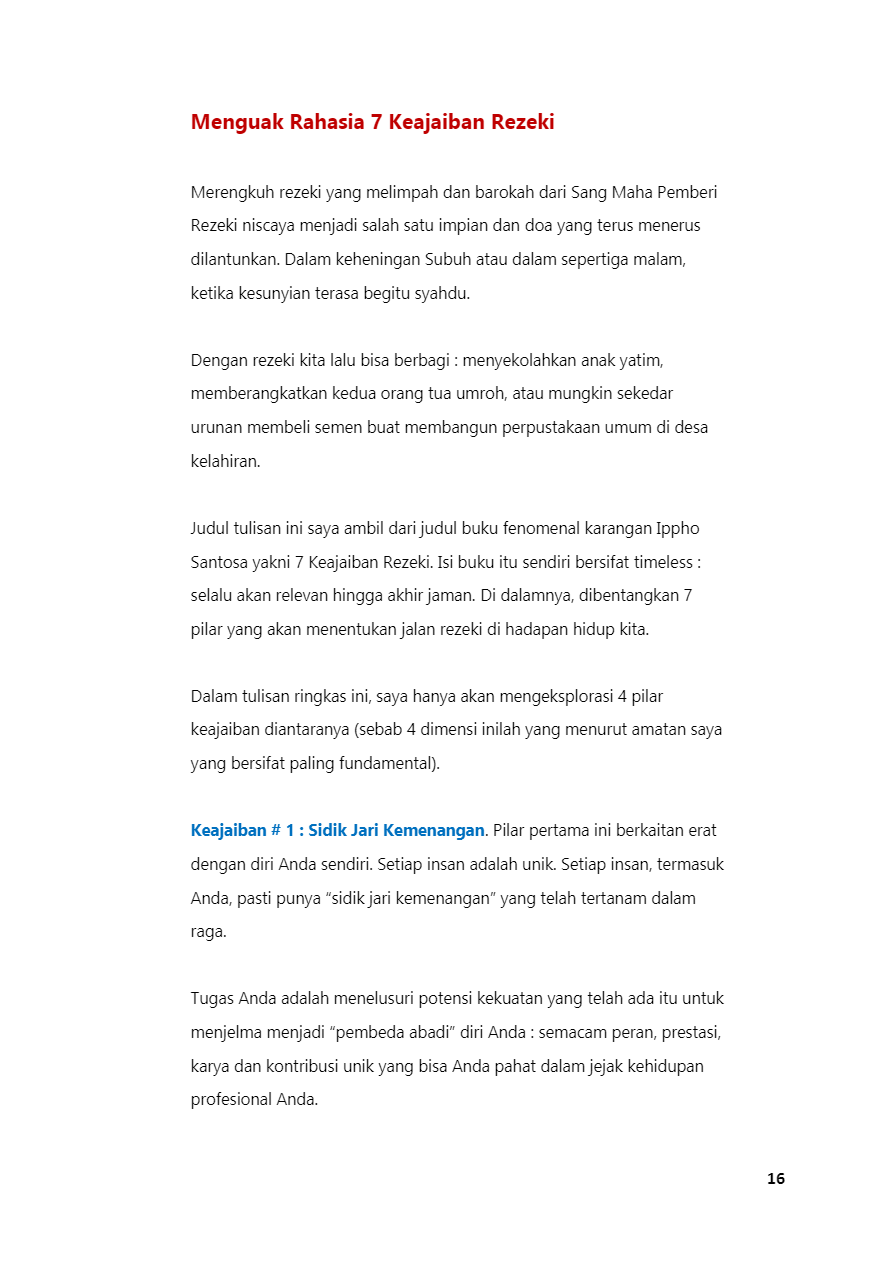 Menguak Rahasia 7 Keajaiban Rezeki
Merengkuh rezeki yang melimpah dan barokah dari Sang Maha Pemberi
Rezeki niscaya menjadi salah satu impian dan doa yang terus menerus
dilantunkan. Dalam keheningan Subuh atau dalam sepertiga malam,
ketika kesunyian terasa begitu syahdu.
Dengan rezeki kita lalu bisa berbagi : menyekolahkan anak yatim,
memberangkatkan kedua orang tua umroh, atau mungkin sekedar
urunan membeli semen buat membangun perpustakaan umum di desa
kelahiran.
Judul tulisan ini saya ambil dari judul buku fenomenal karangan Ippho
Santosa yakni 7 Keajaiban Rezeki. Isi buku itu sendiri bersifat timeless :
selalu akan relevan hingga akhir jaman. Di dalamnya, dibentangkan 7
pilar yang akan menentukan jalan rezeki di hadapan hidup kita.
Dalam tulisan ringkas ini, saya hanya akan mengeksplorasi 4 pilar
keajaiban diantaranya (sebab 4 dimensi inilah yang menurut amatan saya
yang bersifat paling fundamental).
Keajaiban # 1 : Sidik Jari Kemenangan. Pilar pertama ini berkaitan erat
dengan diri Anda sendiri. Setiap insan adalah unik. Setiap insan, termasuk
Anda, pasti punya “sidik jari kemenangan” yang telah tertanam dalam
raga.
Tugas Anda adalah menelusuri potensi kekuatan yang telah ada itu untuk
menjelma menjadi “pembeda abadi” diri Anda : semacam peran, prestasi,
karya dan kontribusi unik yang bisa Anda pahat dalam jejak kehidupan
profesional Anda.
16